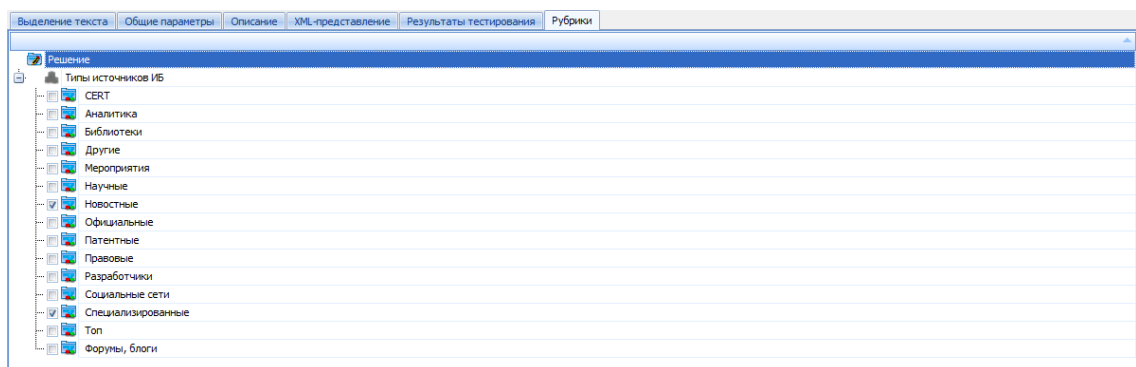 Выделение текста Общие параметры Описание XML-представление Результаты тестирования Рубрики
Решение
Типы источников ИБ
CERT
Аналитика
Библиотеки
Другие
Мероприятия
Научные
Новостные
Официальные
Патентные
Правовые
Разработчики
Социальные сети
Специализированные
Топ
Форумы, блоги